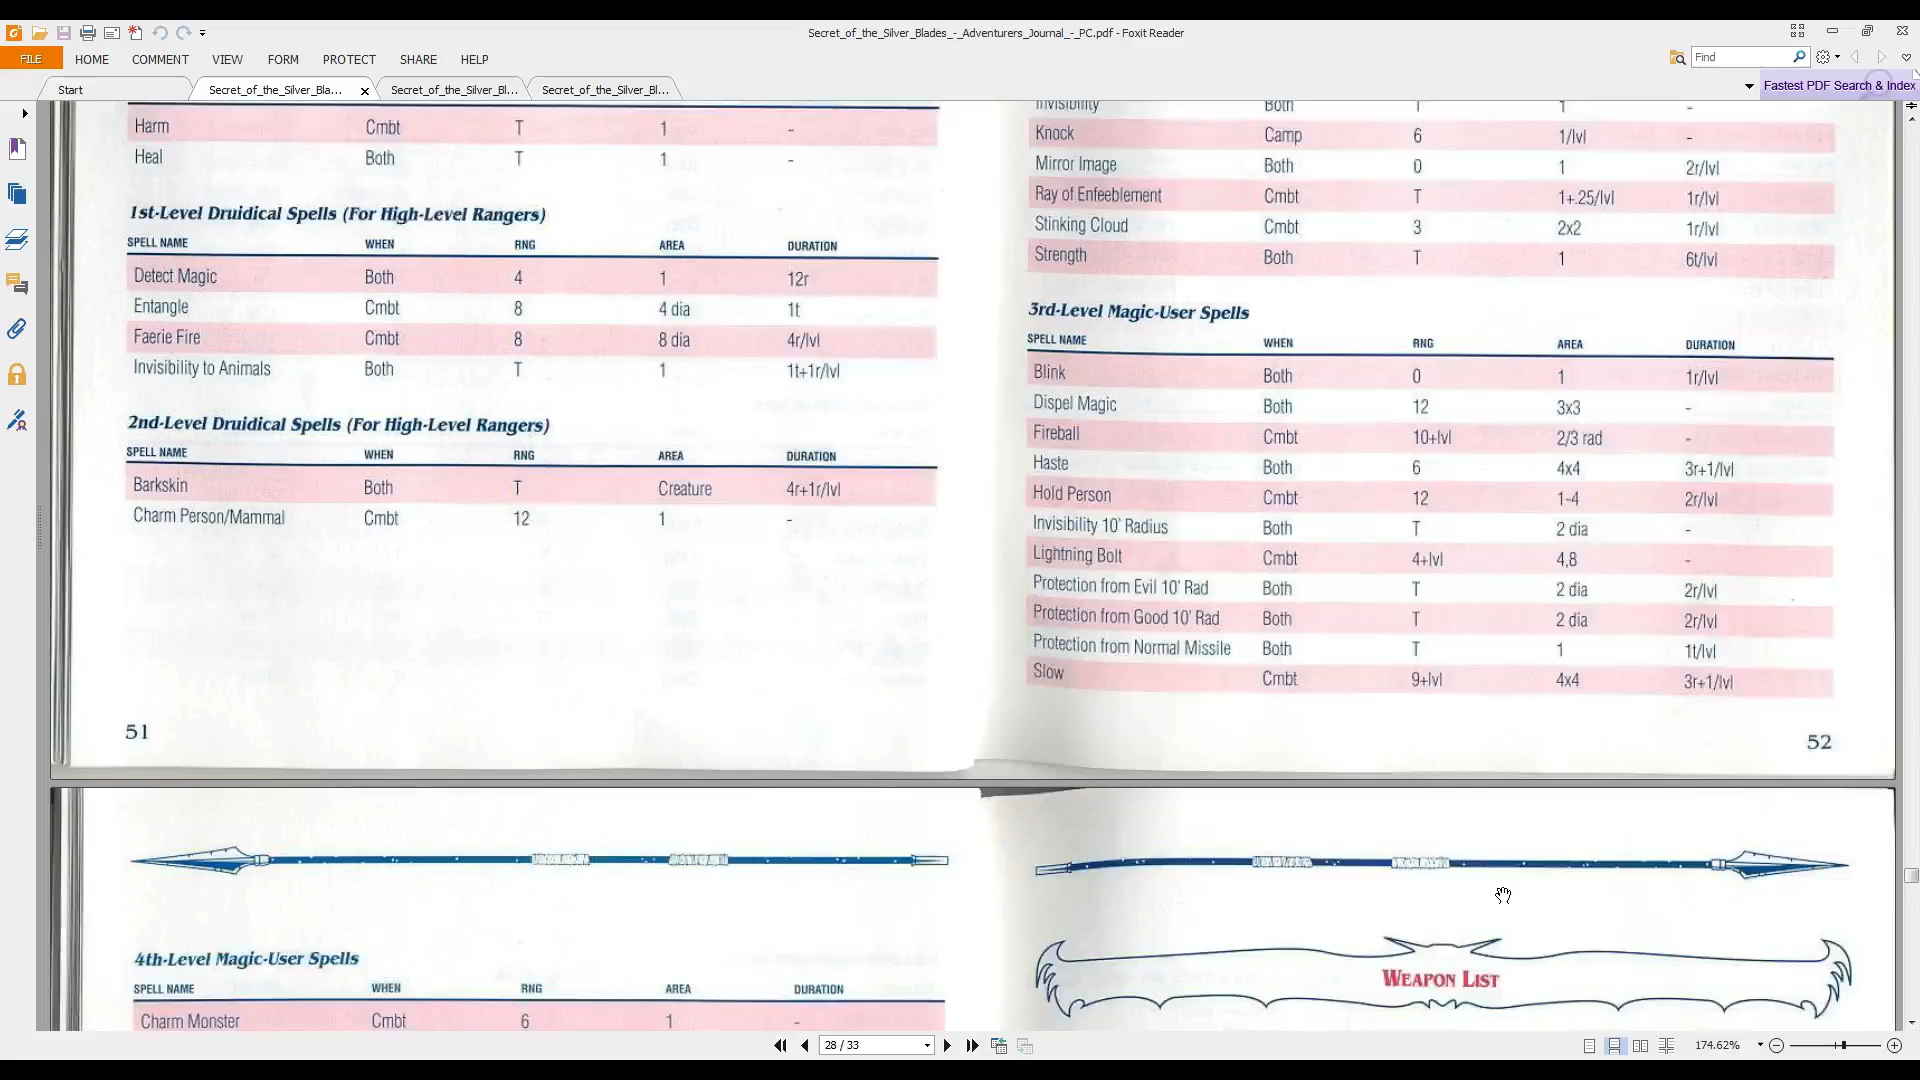 Secret_of_the_Silver_Blades_-_Adventurers_Journal_-_PC.pdf - Foxit Reader
FILE HOME COMMENT VIEW FORM PROTECT SHARE HELP
Find
Start Secret_of_the_Silver_Bla... Secret_of_the_Silver_Bl... Secret_of_the_Silver_Bl...
Fastest PDF Search & Index
Harm Cmbt T 1 -
Heal Both T 1 -
1st-Level Druidical Spells (For High-Level Rangers)
SPELL NAME WHEN RNG AREA DURATION
Detect Magic Both 4 1 12r
Entangle Cmbt 8 4 dia 1t
Faerie Fire Cmbt 8 8 dia 4r/lvl
Invisibility to Animals Both T 1 1t+1r/lvl
2nd-Level Druidical Spells (For High-Level Rangers)
SPELL NAME WHEN RNG AREA DURATION
Barkskin Both T Creature 4r+1r/lvl
Charm Person/Mammal Cmbt 12 1 -
51
Invisibility Both T 1 -
Knock Camp 6 1/lvl -
Mirror Image Both 0 1 2r/lvl
Ray of Enfeeblement Cmbt T 1+.25/lvl 1r/lvl
Stinking Cloud Cmbt 3 2x2 1r/lvl
Strength Both T 1 6t/lvl
3rd-Level Magic-User Spells
SPELL NAME WHEN RNG AREA DURATION
Blink Both 0 1 1r/lvl
Dispel Magic Both 12 3x3 -
Fireball Cmbt 10+lvl 2/3 rad -
Haste Both 6 4x4 3r+1/lvl
Hold Person Cmbt 12 1-4 2r/lvl
Invisibility 10' Radius Both T 2 dia -
Lightning Bolt Cmbt 4+lvl 4,8 -
Protection from Evil 10' Rad Both T 2 dia 2r/lvl
Protection from Good 10' Rad Both T 2 dia 2r/lvl
Protection from Normal Missile Both T 1 1t/lvl
Slow Cmbt 9+lvl 4x4 3r+1/lvl
52
4th-Level Magic-User Spells
SPELL NAME WHEN RNG AREA DURATION
Charm Monster Cmbt 6 1 -
WEAPON LIST
28 / 33
174.62%